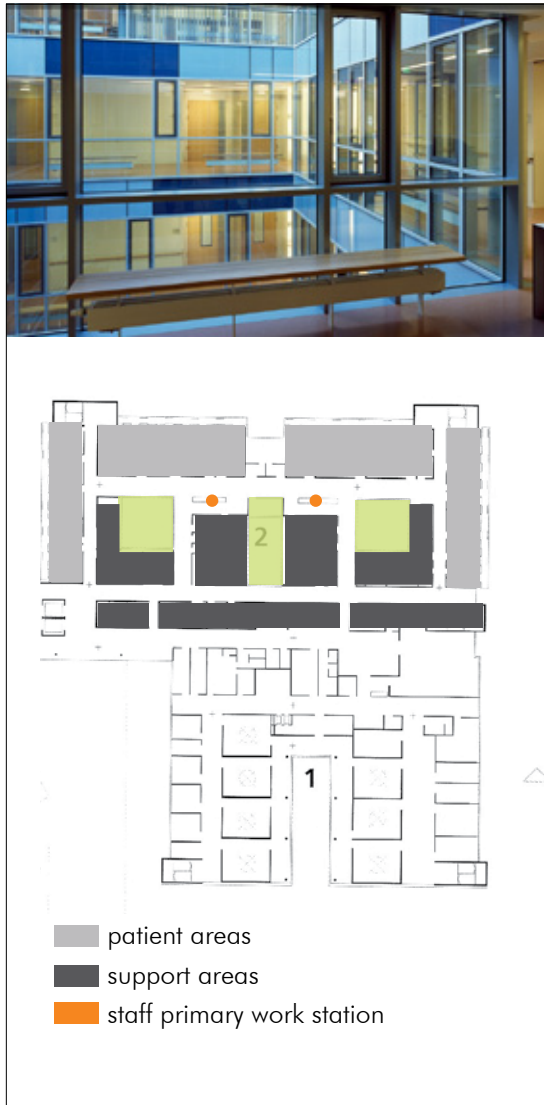 2
1
patient areas
support areas
staff primary work station